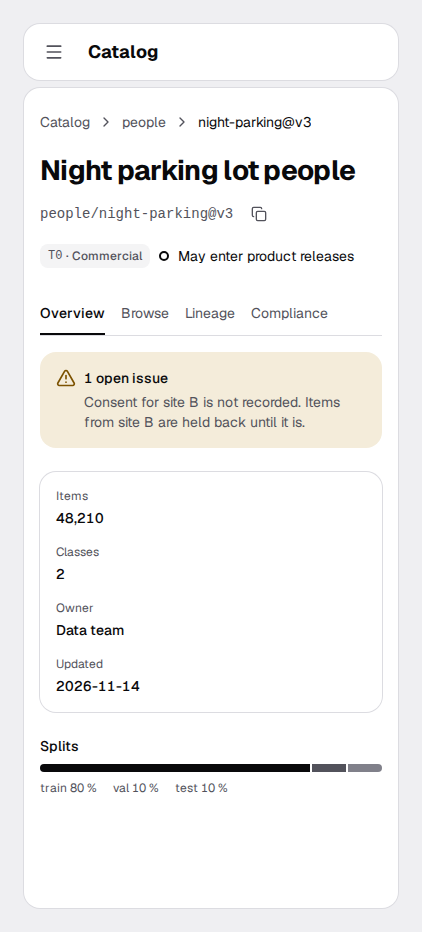 Catalog
Catalog > people > night-parking@v3
Night parking lot people
people/night-parking@v3
T0 · Commercial May enter product releases
Overview Browse Lineage Compliance
1 open issue
Consent for site B is not recorded. Items
from site B are held back until it is.
Items
48,210
Classes
2
Owner
Data team
Updated
2026-11-14
Splits
train 80 % val 10 % test 10 %